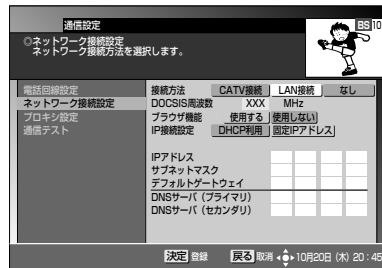 通信設定
BS 10
◎ネットワーク接続設定
ネットワーク接続方法を選択します。
電話回線設定
ネットワーク接続設定
プロキシ設定
通信テスト
接続方法 CATV接続 LAN接続 なし
DOCSIS周波数 XXX MHz
ブラウザ機能 使用する 使用しない
IP接続設定 DHCP利用 固定IPアドレス
IPアドレス
サブネットマスク
デフォルトゲートウェイ
DNSサーバ(プライマリ)
DNSサーバ(セカンダリ)
決定 登録 戻る 取消 10月20日 (木) 20:45